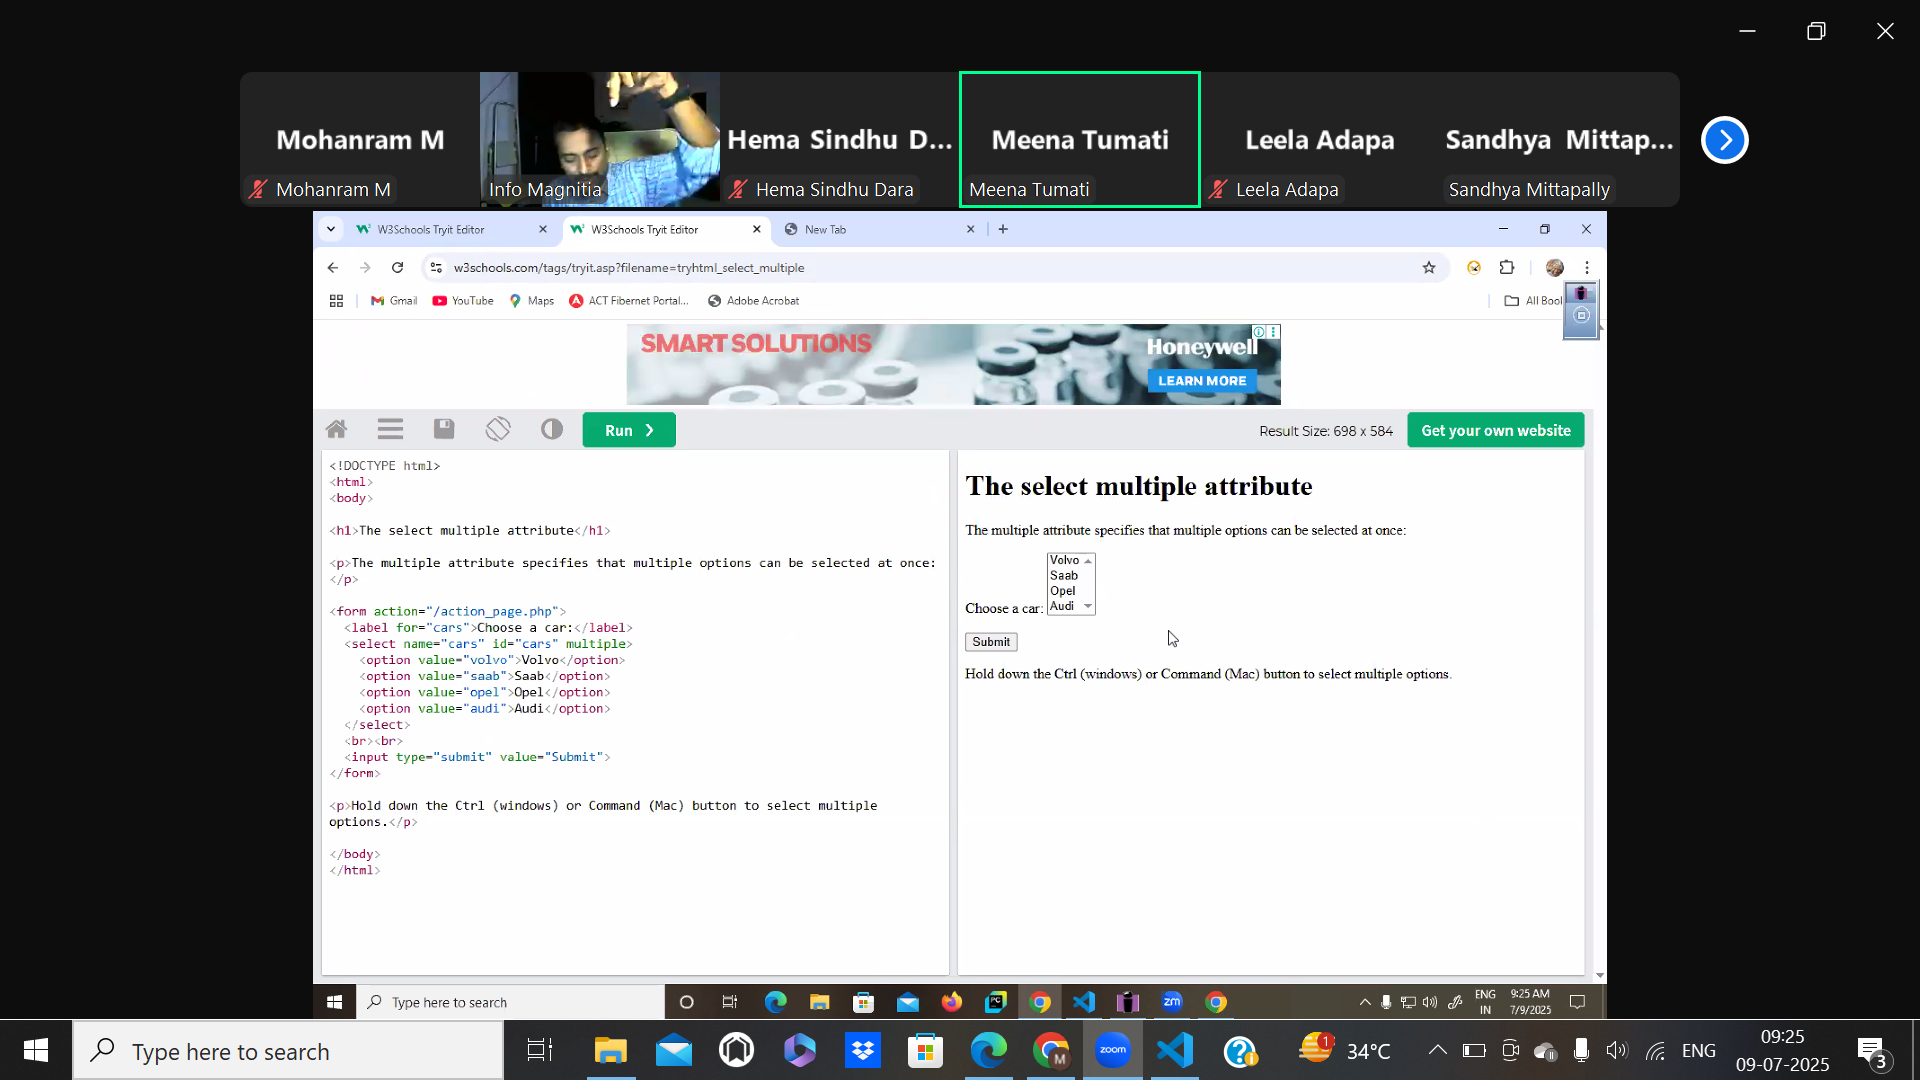 Mohanram M
Mohanram M
Info Magnitia
Hema Sindhu D...
Hema Sindhu Dara
Meena Tumati
Meena Tumati
Leela Adapa
Leela Adapa
Sandhya Mittap...
Sandhya Mittapally
W3Schools Tryit Editor
W3Schools Tryit Editor
New Tab
w3schools.com/tags/tryit.asp?filename=tryhtml_select_multiple
Gmail
YouTube
Maps
ACT Fibernet Portal...
Adobe Acrobat
All Bool
SMART SOLUTIONS
Honeywell
LEARN MORE
Run ❯
Result Size: 698 x 584
Get your own website
<!DOCTYPE html>
<html>
<body>
<h1>The select multiple attribute</h1>
<p>The multiple attribute specifies that multiple options can be selected at once:
</p>
<form action="/action_page.php">
<label for="cars">Choose a car:</label>
<select name="cars" id="cars" multiple>
<option value="volvo">Volvo</option>
<option value="saab">Saab</option>
<option value="opel">Opel</option>
<option value="audi">Audi</option>
</select>
<br><br>
<input type="submit" value="Submit">
</form>
<p>Hold down the Ctrl (windows) or Command (Mac) button to select multiple
options.</p>
</body>
</html>
The select multiple attribute
The multiple attribute specifies that multiple options can be selected at once:
Volvo
Saab
Opel
Audi
Choose a car:
Submit
Hold down the Ctrl (windows) or Command (Mac) button to select multiple options.
Type here to search
PC
zm
ENG
IN
9:25 AM
7/9/2025
Type here to search
M
zoom
1
34°C
ENG
09:25
09-07-2025
3